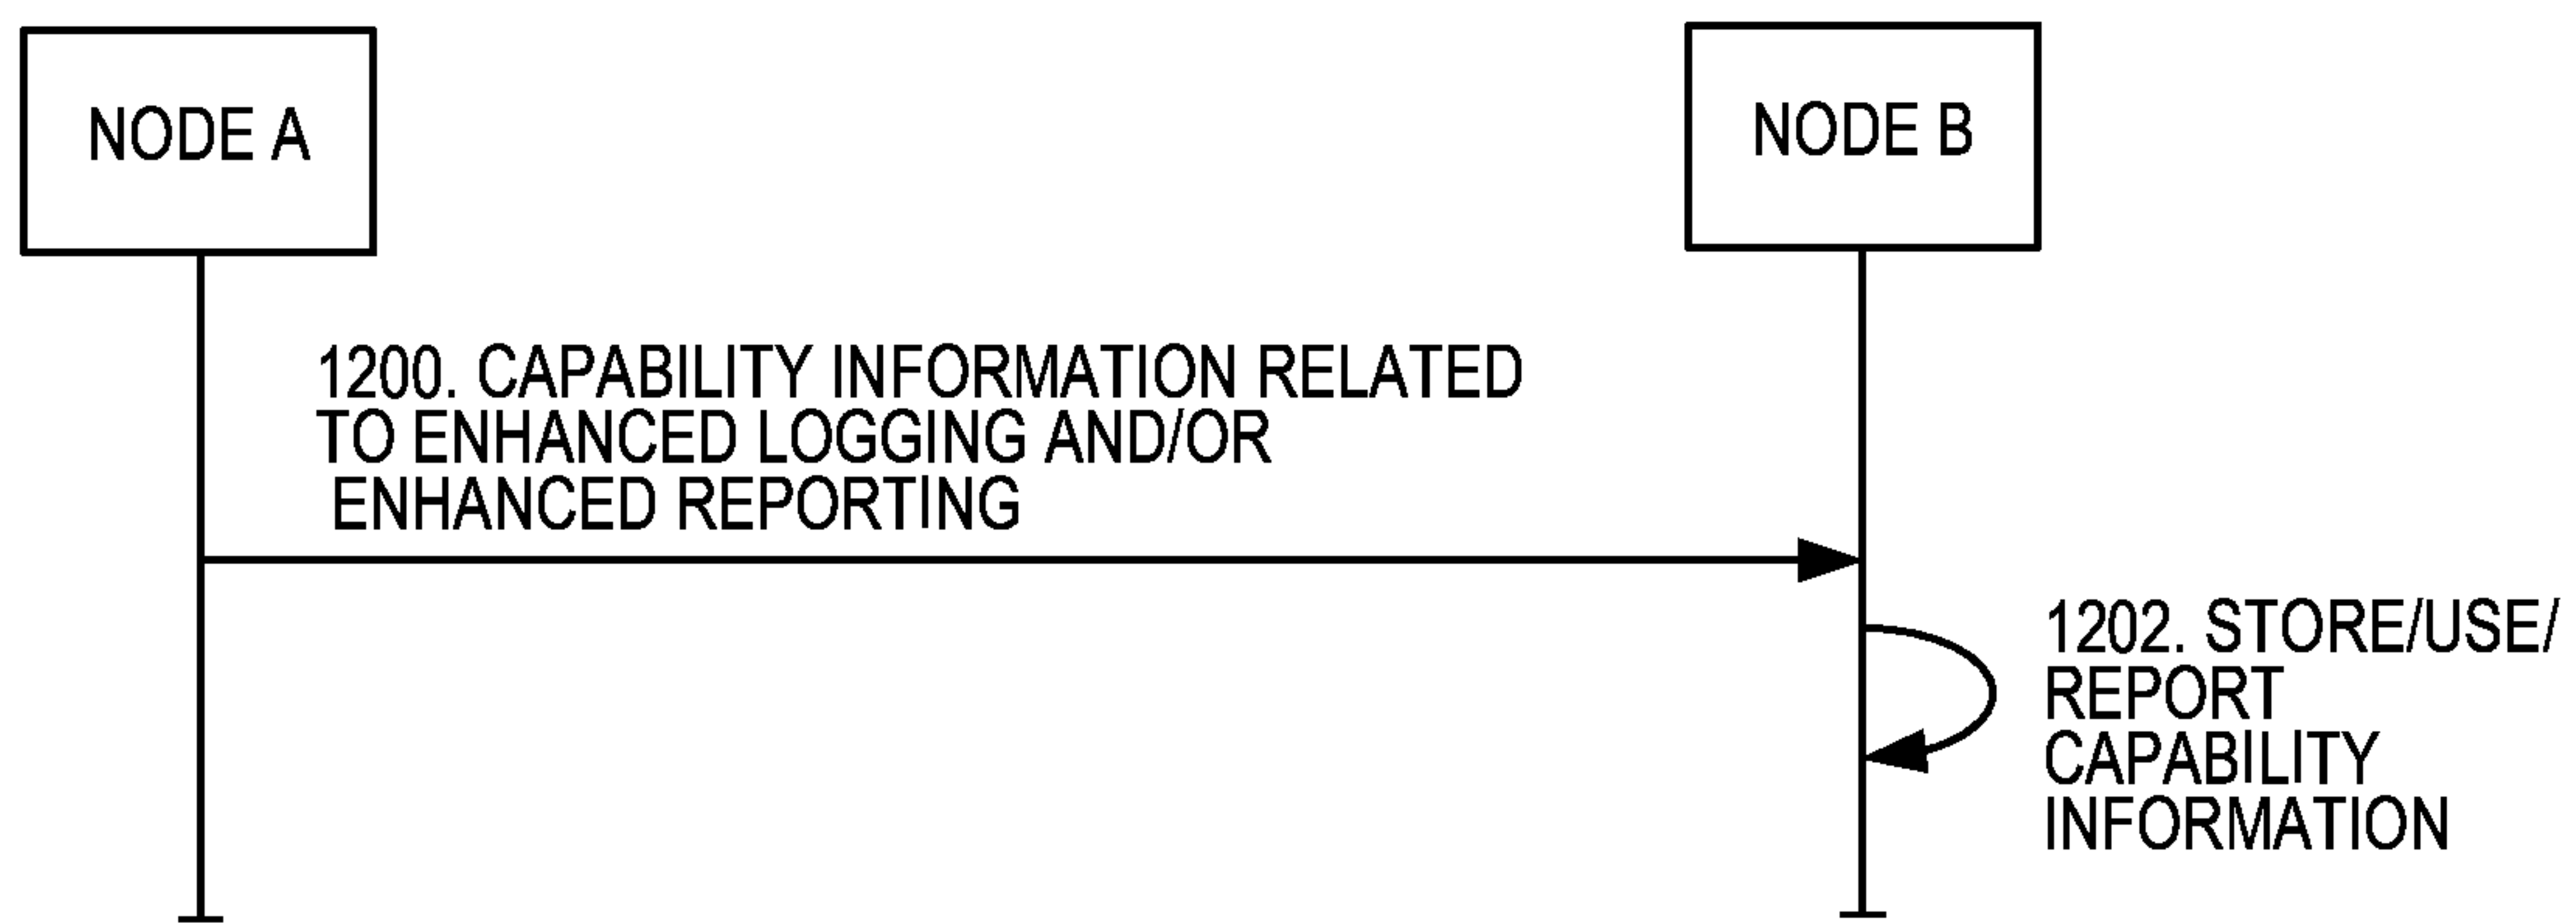 NODE A
NODE B
1200. CAPABILITY INFORMATION RELATED
TO ENHANCED LOGGING AND/OR
ENHANCED REPORTING
1202. STORE/USE/
REPORT
CAPABILITY
INFORMATION